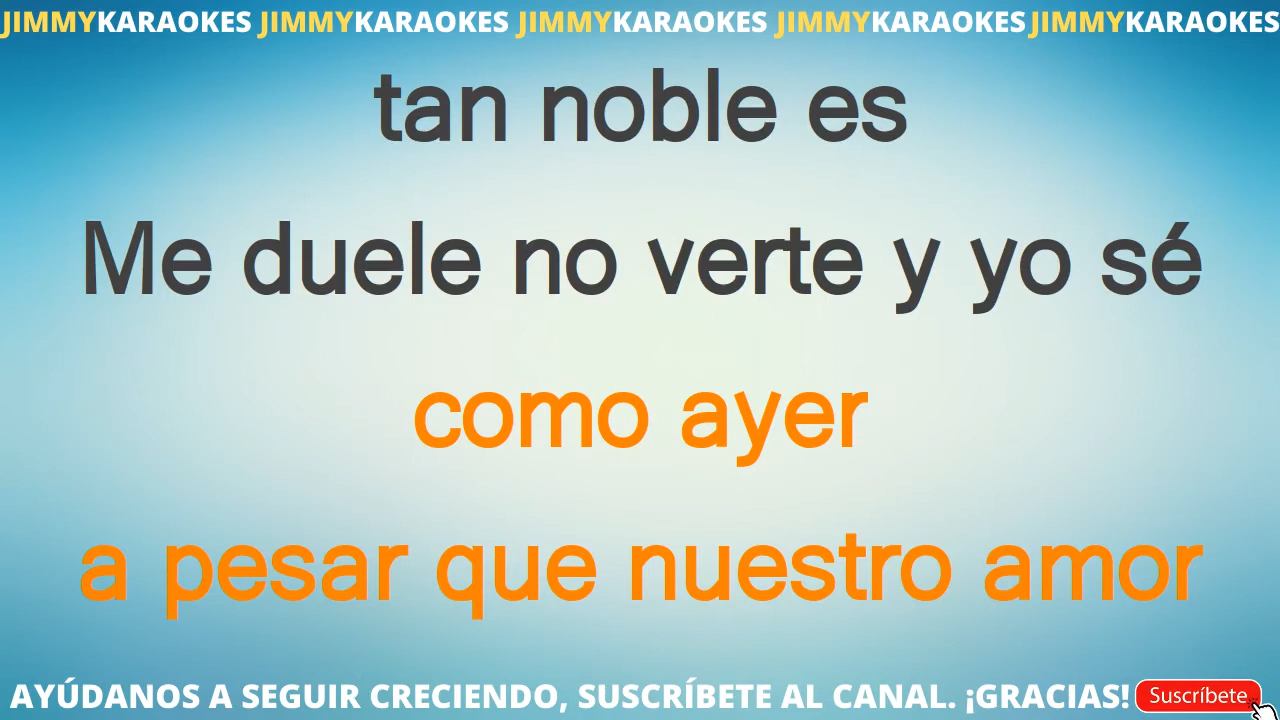 JIMMYKARAOKES JIMMYKARAOKES JIMMYKARAOKES JIMMYKARAOKES JIMMYKARAOKES
tan noble es
Me duele no verte y yo sé
como ayer
a pesar que nuestro amor
AYÚDANOS A SEGUIR CRECIENDO, SUSCRÍBETE AL CANAL. ¡GRACIAS! Suscríbete